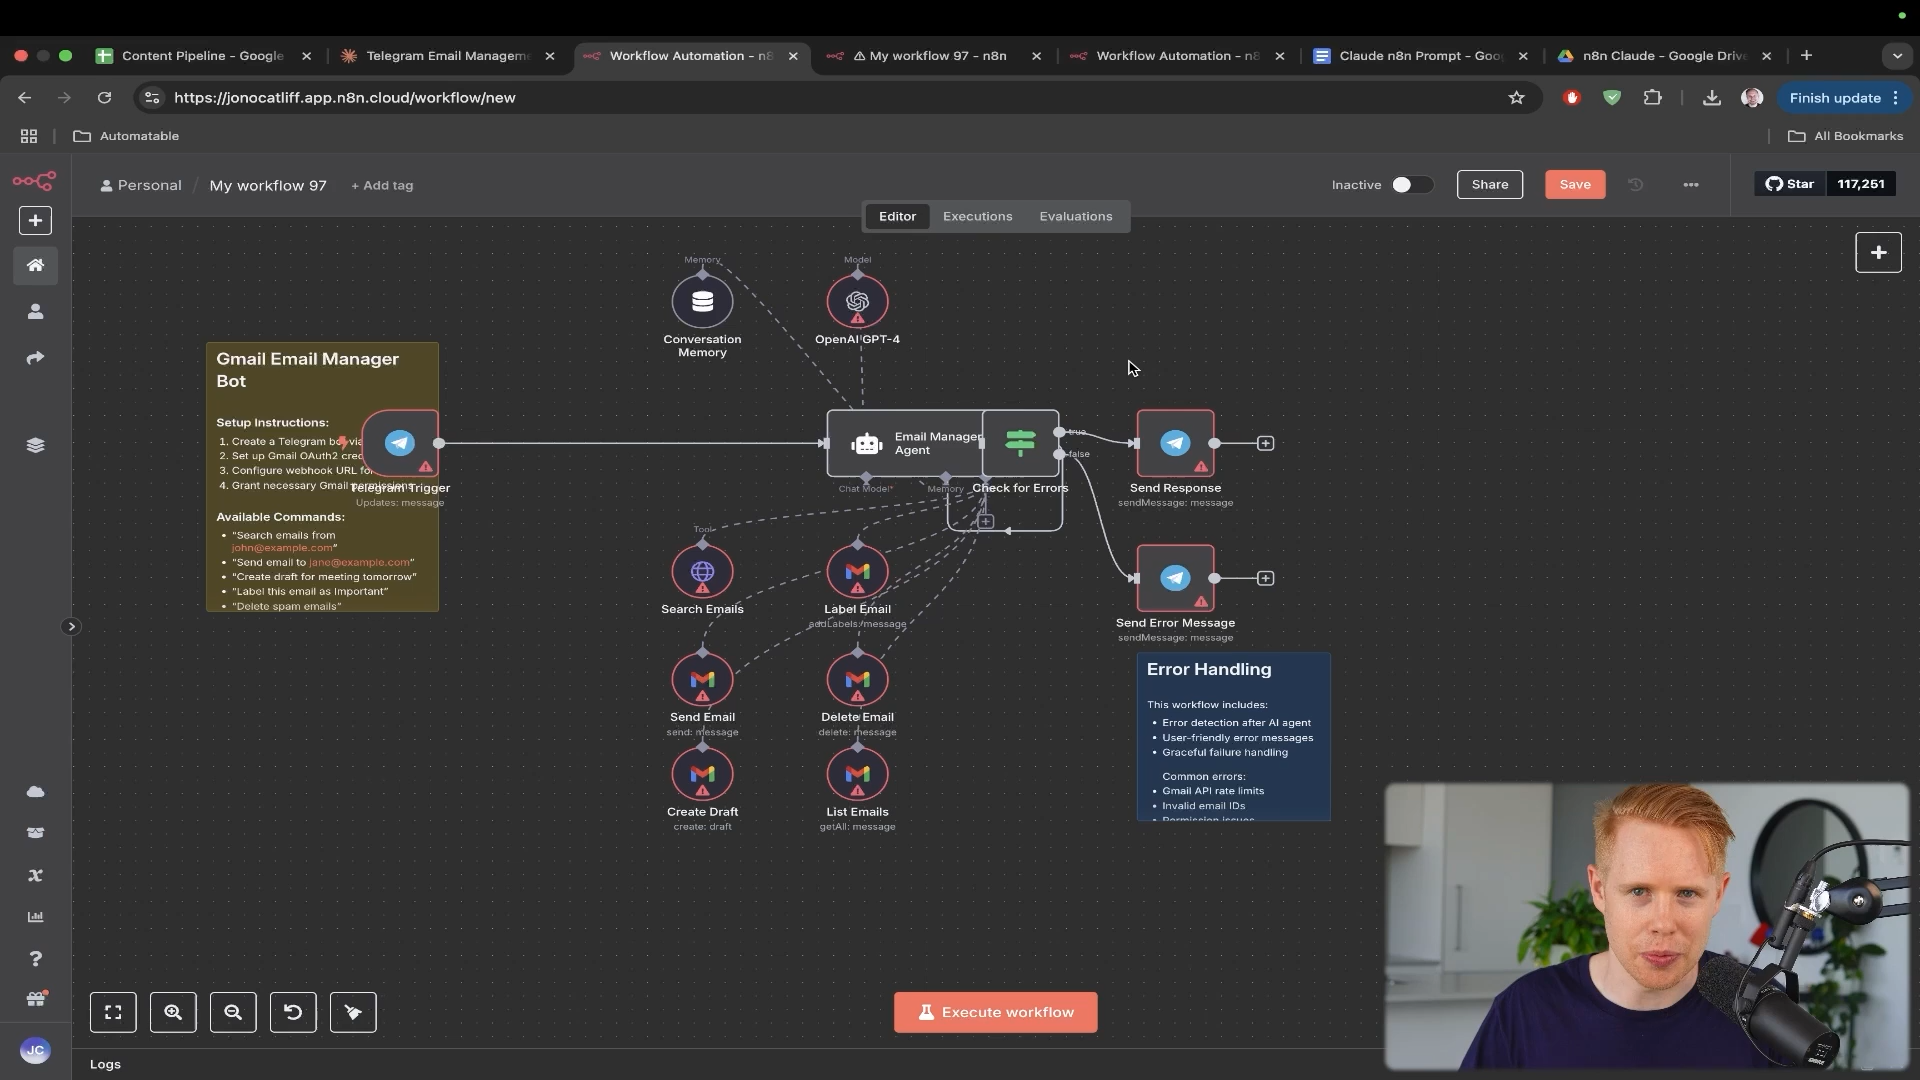 Content Pipeline - Google
Telegram Email Manageme
Workflow Automation - n8
My workflow 97 - n8n
Workflow Automation - n8
Claude n8n Prompt - Goo
n8n Claude - Google Drive
https://jonocatliff.app.n8n.cloud/workflow/new
Finish update
Automatable
All Bookmarks
Personal / My workflow 97 + Add tag
Inactive
Share
Save
Star 117,251
Editor Executions Evaluations
Memory
Model
Conversation
Memory
OpenAI GPT-4
Gmail Email Manager
Bot
Setup Instructions:
1. Create a Telegram bot via
2. Set up Gmail OAuth2 cred
3. Configure webhook URL for
4. Grant necessary Gmail permissions
Telegram Trigger
Updates: message
Available Commands:
• "Search emails from
john@example.com"
• "Send email to jane@example.com"
• "Create draft for meeting tomorrow"
• "Label this email as Important"
• "Delete spam emails"
Email Manager
Agent
Chat Model*
Memory
Check for Errors
true
false
Send Response
sendMessage: message
Tool
Search Emails
Label Email
addLabels: message
Send Error Message
sendMessage: message
Send Email
send: message
Delete Email
delete: message
Create Draft
create: draft
List Emails
getAll: message
Error Handling
This workflow includes:
• Error detection after AI agent
• User-friendly error messages
• Graceful failure handling
Common errors:
• Gmail API rate limits
• Invalid email IDs
• Permission issues
Execute workflow
JC
Logs